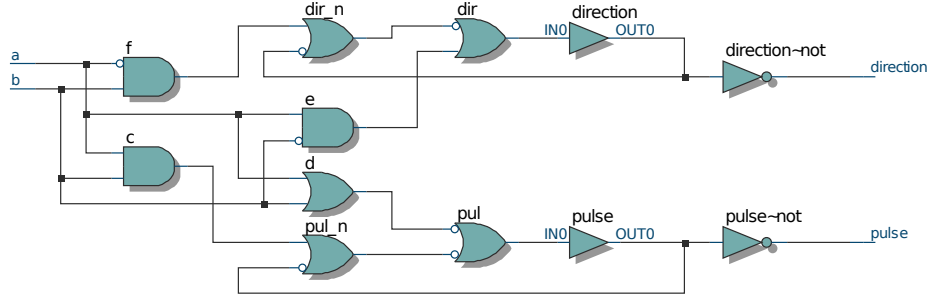 dir_n
dir
direction
f
IN0
OUT0
a
direction~not
direction
b
e
c
d
pul_n
pul
pulse
pulse~not
IN0
OUT0
pulse